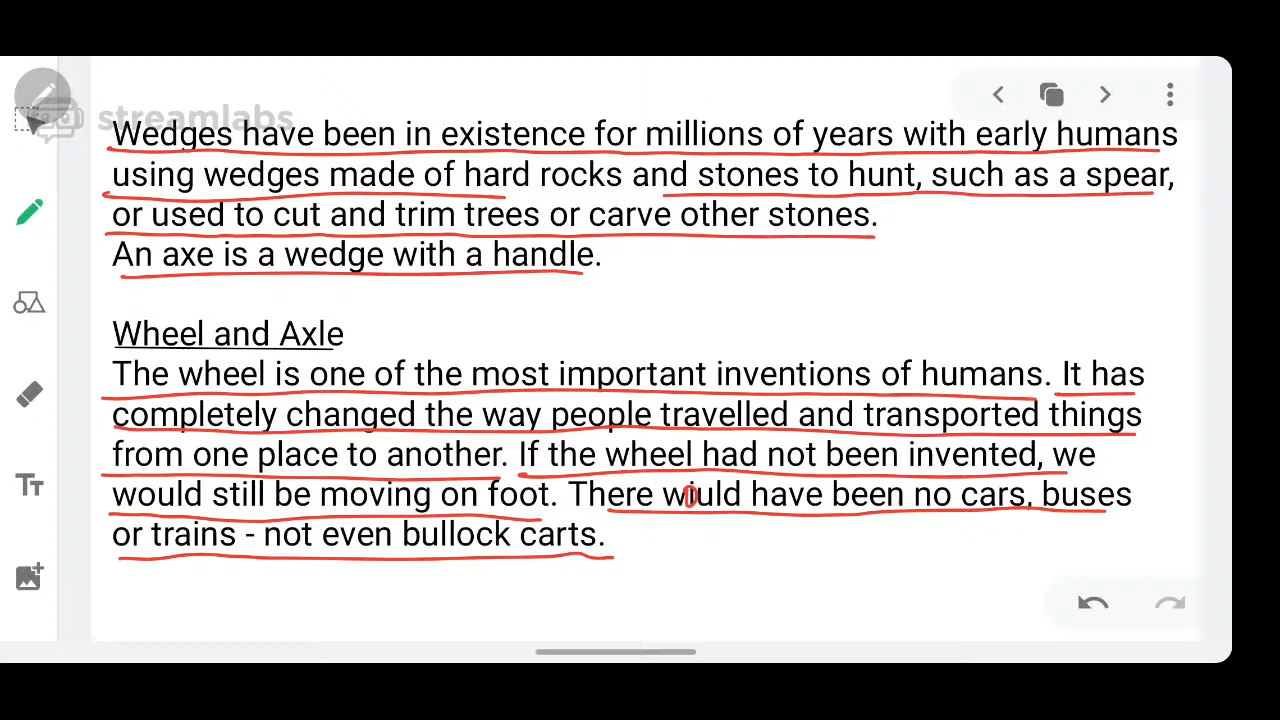 streamlabs
Wedges have been in existence for millions of years with early humans
using wedges made of hard rocks and stones to hunt, such as a spear,
or used to cut and trim trees or carve other stones.
An axe is a wedge with a handle.
Wheel and Axle
The wheel is one of the most important inventions of humans. It has
completely changed the way people travelled and transported things
from one place to another. If the wheel had not been invented, we
would still be moving on foot. There wiuld have been no cars, buses
or trains - not even bullock carts.
Tт